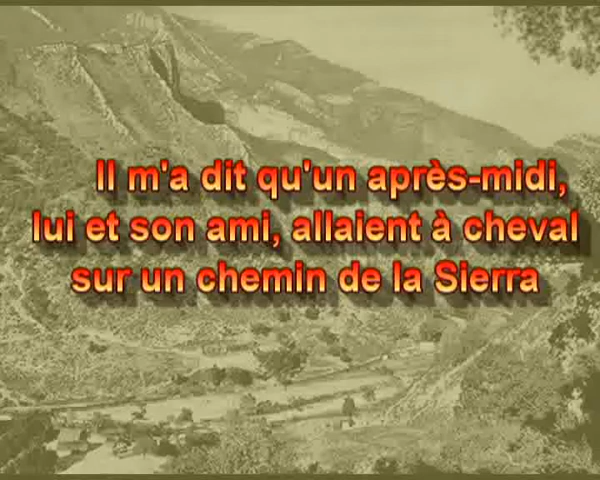 Il m'a dit qu'un après-midi,
lui et son ami, allaient à cheval
sur un chemin de la Sierra